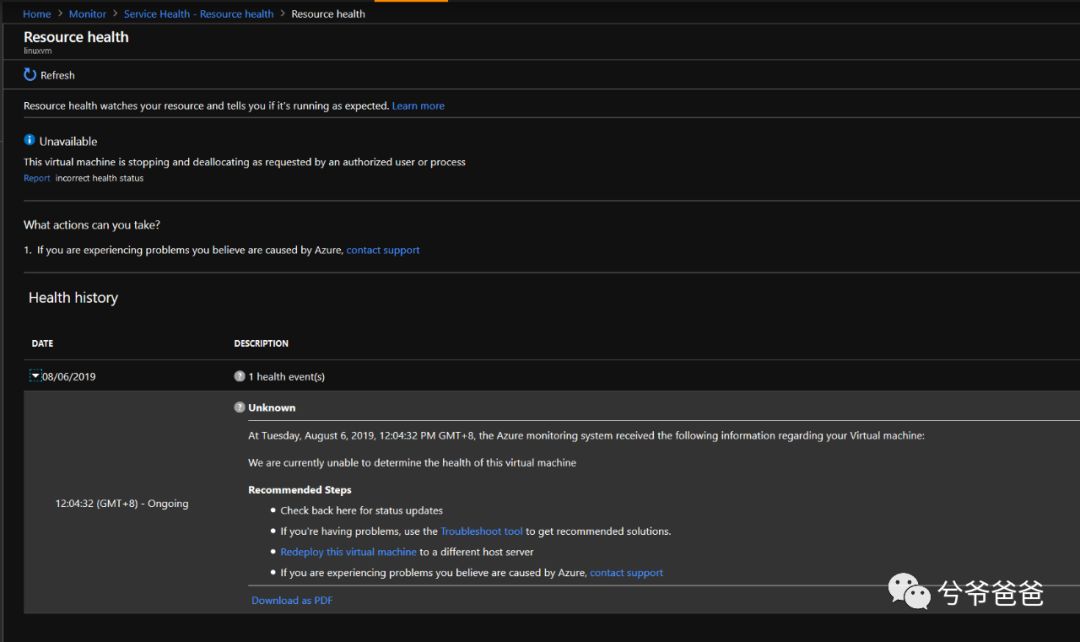 Home > Monitor > Service Health - Resource health > Resource health
Resource health
linuxvm
Refresh
Resource health watches your resource and tells you if it's running as expected. Learn more
Unavailable
This virtual machine is stopping and deallocating as requested by an authorized user or process
Report incorrect health status
What actions can you take?
1. If you are experiencing problems you believe are caused by Azure, contact support
Health history
DATE DESCRIPTION
08/06/2019 1 health event(s)
Unknown
At Tuesday, August 6, 2019, 12:04:32 PM GMT+8, the Azure monitoring system received the following information regarding your Virtual machine:
We are currently unable to determine the health of this virtual machine
Recommended Steps
• Check back here for status updates
12:04:32 (GMT+8) - Ongoing
• If you're having problems, use the Troubleshoot tool to get recommended solutions.
• Redeploy this virtual machine to a different host server
• If you are experiencing problems you believe are caused by Azure, contact support
Download as PDF
兮爷爸爸